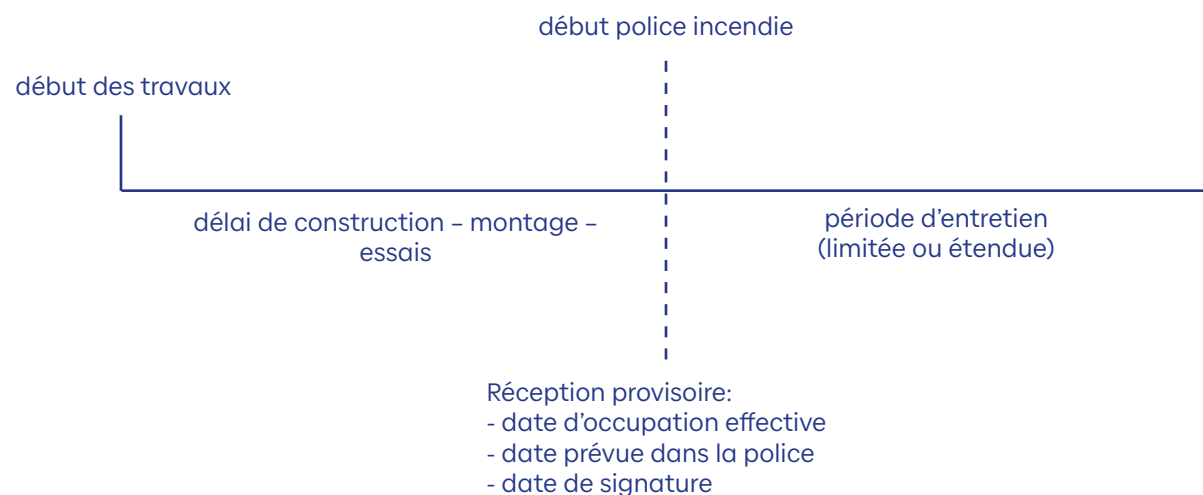 début police incendie
début des travaux
délai de construction – montage –
essais
période d’entretien
(limitée ou étendue)
Réception provisoire:
- date d’occupation effective
- date prévue dans la police
- date de signature